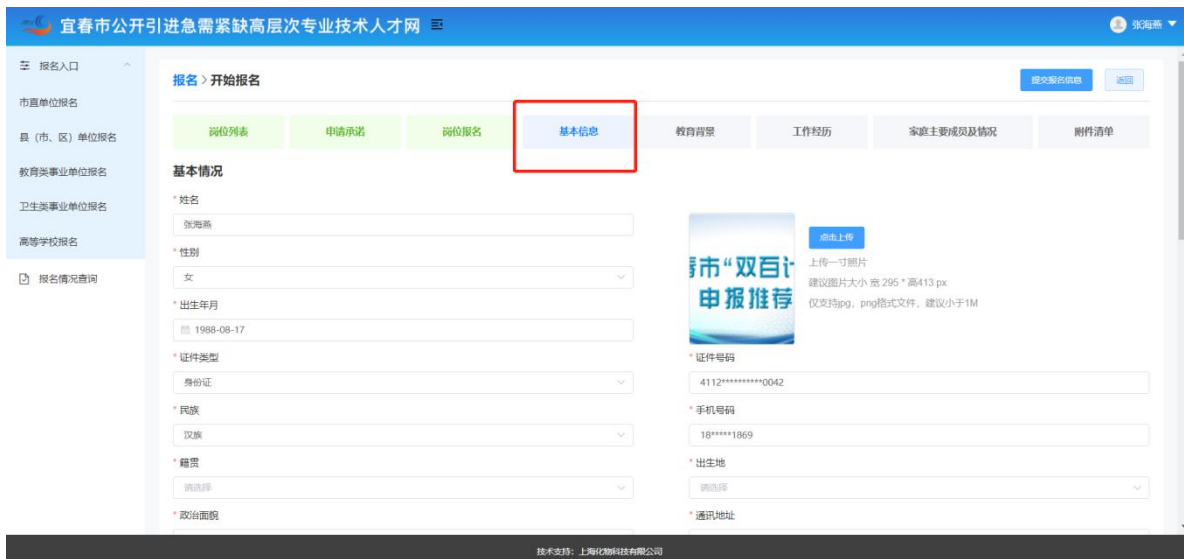 宜春市公开引进急需紧缺高层次专业技术人才网
张海燕
报名入口
市直单位报名
县（市、区）单位报名
教育类事业单位报名
卫生类事业单位报名
高等学校报名
报名情况查询
报名 > 开始报名
提交报名信息 返回
岗位列表 申请承诺 岗位报名 基本信息 教育背景 工作经历 家庭主要成员及情况 附件清单
基本情况
* 姓名
张海燕
* 性别
女
* 出生年月
1988-08-17
市“双百计
申报推荐
点击上传
上传一寸照片
建议图片大小 宽 295 * 高413 px
仅支持jpg，png格式文件，建议小于1M
* 证件类型 * 证件号码
身份证 4112**********0042
* 民族 * 手机号码
汉族 18*****1869
* 籍贯 * 出生地
请选择 请选择
* 政治面貌 * 通讯地址
技术支持：上海化物科技有限公司